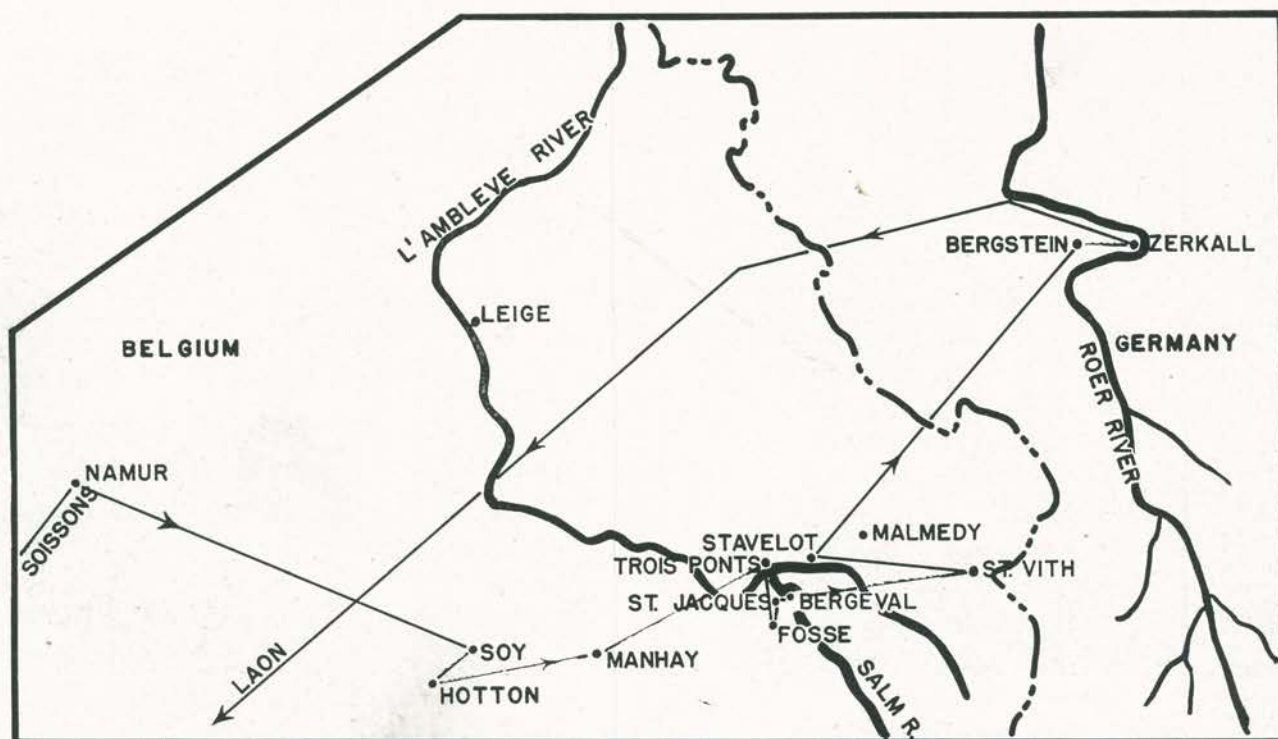 L'AMBLEVE RIVER
BERGSTEIN
ZERKALL
LEIGE
BELGIUM
GERMANY
ROER RIVER
NAMUR
SOISSONS
MALMEDY
STAVELOT
TROIS PONTS
ST. VITH
ST. JACQUES
BERGEVAL
FOSSE
SOY
MANHAY
LAON
HOTTON
SALM R.